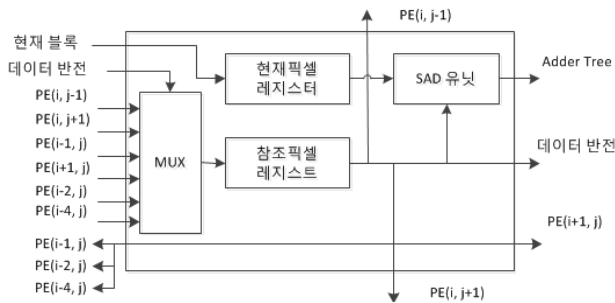 PE(i, j-1)
현재 블록
데이터 반전
현재픽셀
레지스터
SAD 유닛
Adder Tree
PE(i, j-1)
PE(i, j+1)
PE(i-1, j)
PE(i+1, j)
PE(i-2, j)
PE(i-4, j)
MUX
참조픽셀
레지스트
데이터 반전
PE(i+1, j)
PE(i-1, j)
PE(i-2, j)
PE(i-4, j)
PE(i, j+1)